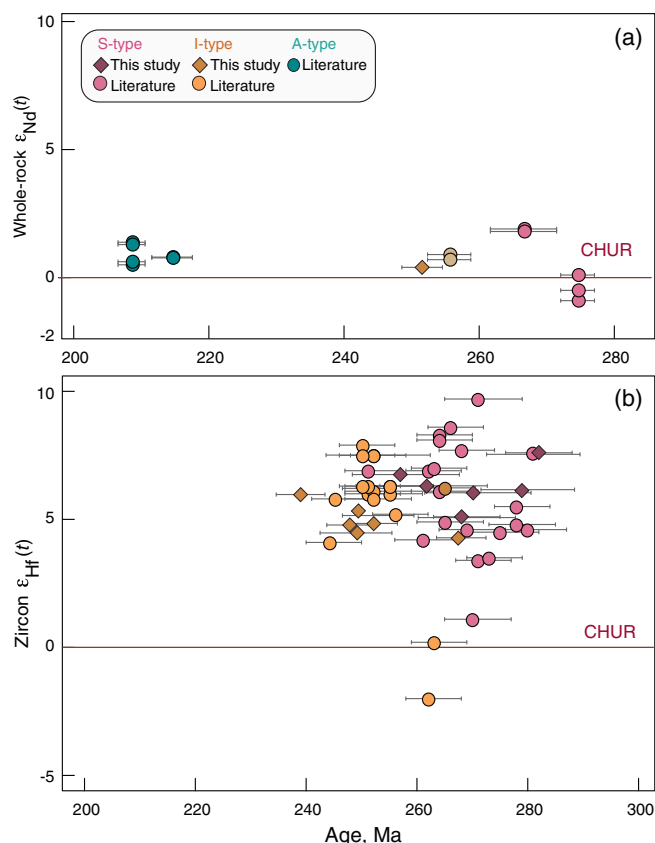 10
(a)
S-type I-type A-type
This study This study Literature
Literature Literature
Whole-rock εNd(t)
5
CHUR
0
-2
200 220 240 260 280
10
(b)
5
Zircon εHf(t)
CHUR
0
-5
200 220 240 260 280 300
Age, Ma